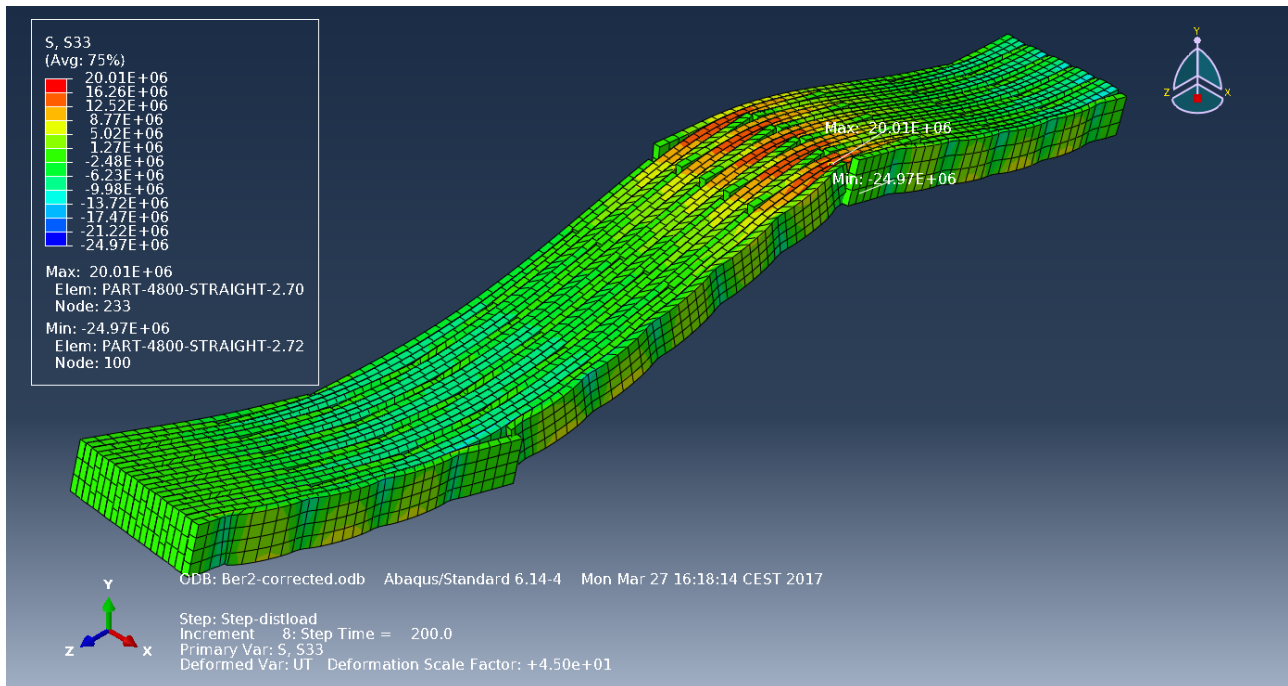 S, S33
(Avg: 75%)
20.01E+06
16.26E+06
12.52E+06
8.77E+06
5.02E+06
1.27E+06
-2.48E+06
-6.23E+06
-9.98E+06
-13.72E+06
-17.47E+06
-21.22E+06
-24.97E+06
Max: 20.01E+06
Elem: PART-4800-STRAIGHT-2.70
Node: 233
Min: -24.97E+06
Elem: PART-4800-STRAIGHT-2.72
Node: 100
Y
Z X
Max: 20.01E+06
Min: -24.97E+06
ODB: Ber2-corrected.odb Abaqus/Standard 6.14-4 Mon Mar 27 16:18:14 CEST 2017
Y
Z X
Step: Step-distload
Increment 8: Step Time = 200.0
Primary Var: S, S33
Deformed Var: UT Deformation Scale Factor: +4.50e+01